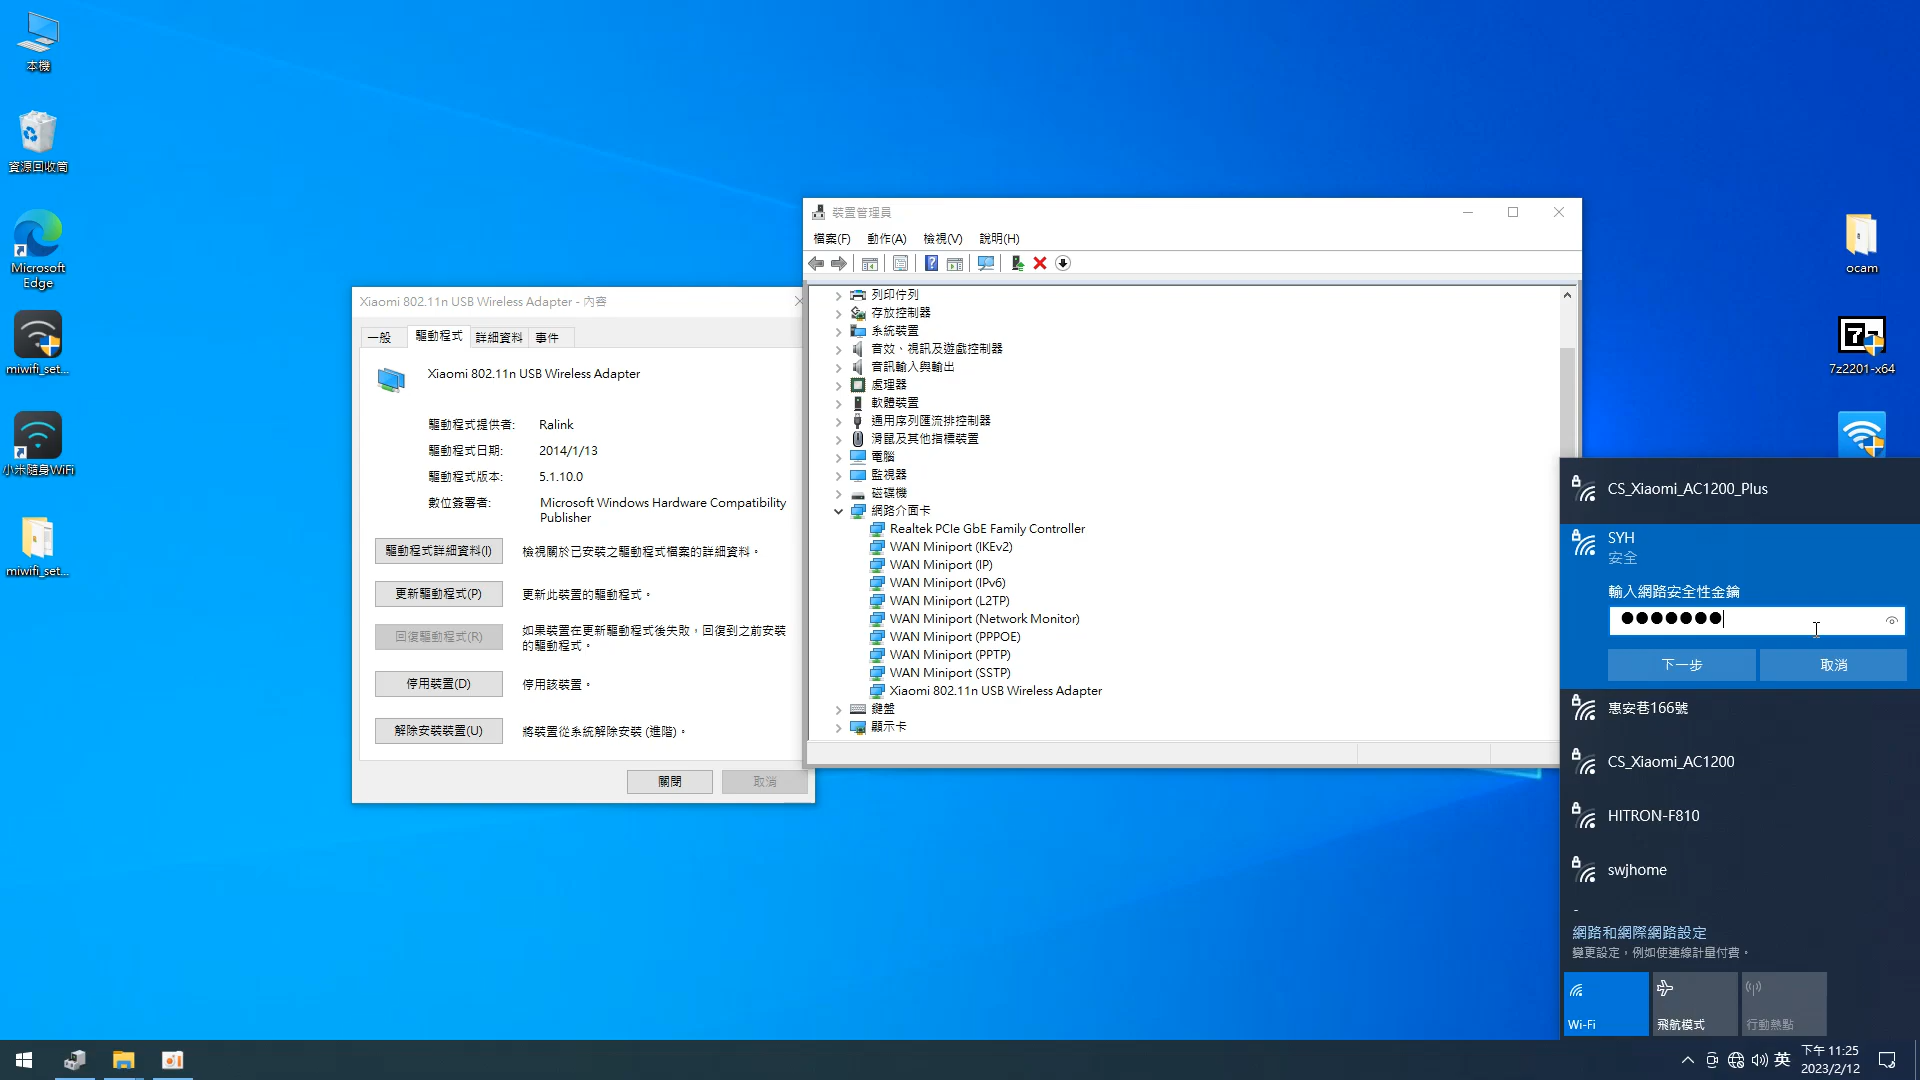 本機
資源回收筒
Microsoft
Edge
miwifi_set...
小米隨身WiFi
miwifi_set...
ocam
7z2201-x64
Xiaomi 802.11n USB Wireless Adapter - 內容
一般 驅動程式 詳細資料 事件
Xiaomi 802.11n USB Wireless Adapter
驅動程式提供者: Ralink
驅動程式日期: 2014/1/13
驅動程式版本: 5.1.10.0
數位簽署者: Microsoft Windows Hardware Compatibility
Publisher
驅動程式詳細資料(I) 檢視關於已安裝之驅動程式檔案的詳細資料。
更新驅動程式(P) 更新此裝置的驅動程式。
回復驅動程式(R) 如果裝置在更新驅動程式後失敗，回復到之前安裝
的驅動程式。
停用裝置(D) 停用該裝置。
解除安裝裝置(U) 將裝置從系統解除安裝 (進階)。
關閉 取消
裝置管理員
檔案(F) 動作(A) 檢視(V) 說明(H)
列印佇列
存放控制器
系統裝置
音效、視訊及遊戲控制器
音訊輸入與輸出
處理器
軟體裝置
通用序列匯流排控制器
滑鼠及其他指標裝置
電腦
監視器
磁碟機
網路介面卡
Realtek PCIe GbE Family Controller
WAN Miniport (IKEv2)
WAN Miniport (IP)
WAN Miniport (IPv6)
WAN Miniport (L2TP)
WAN Miniport (Network Monitor)
WAN Miniport (PPPOE)
WAN Miniport (PPTP)
WAN Miniport (SSTP)
Xiaomi 802.11n USB Wireless Adapter
鍵盤
顯示卡
CS_Xiaomi_AC1200_Plus
SYH
安全
輸入網路安全性金鑰
下一步 取消
惠安巷166號
CS_Xiaomi_AC1200
HITRON-F810
swjhome
網路和網際網路設定
變更設定，例如使連線計量付費。
Wi-Fi 飛航模式 行動熱點
英
下午 11:25
2023/2/12